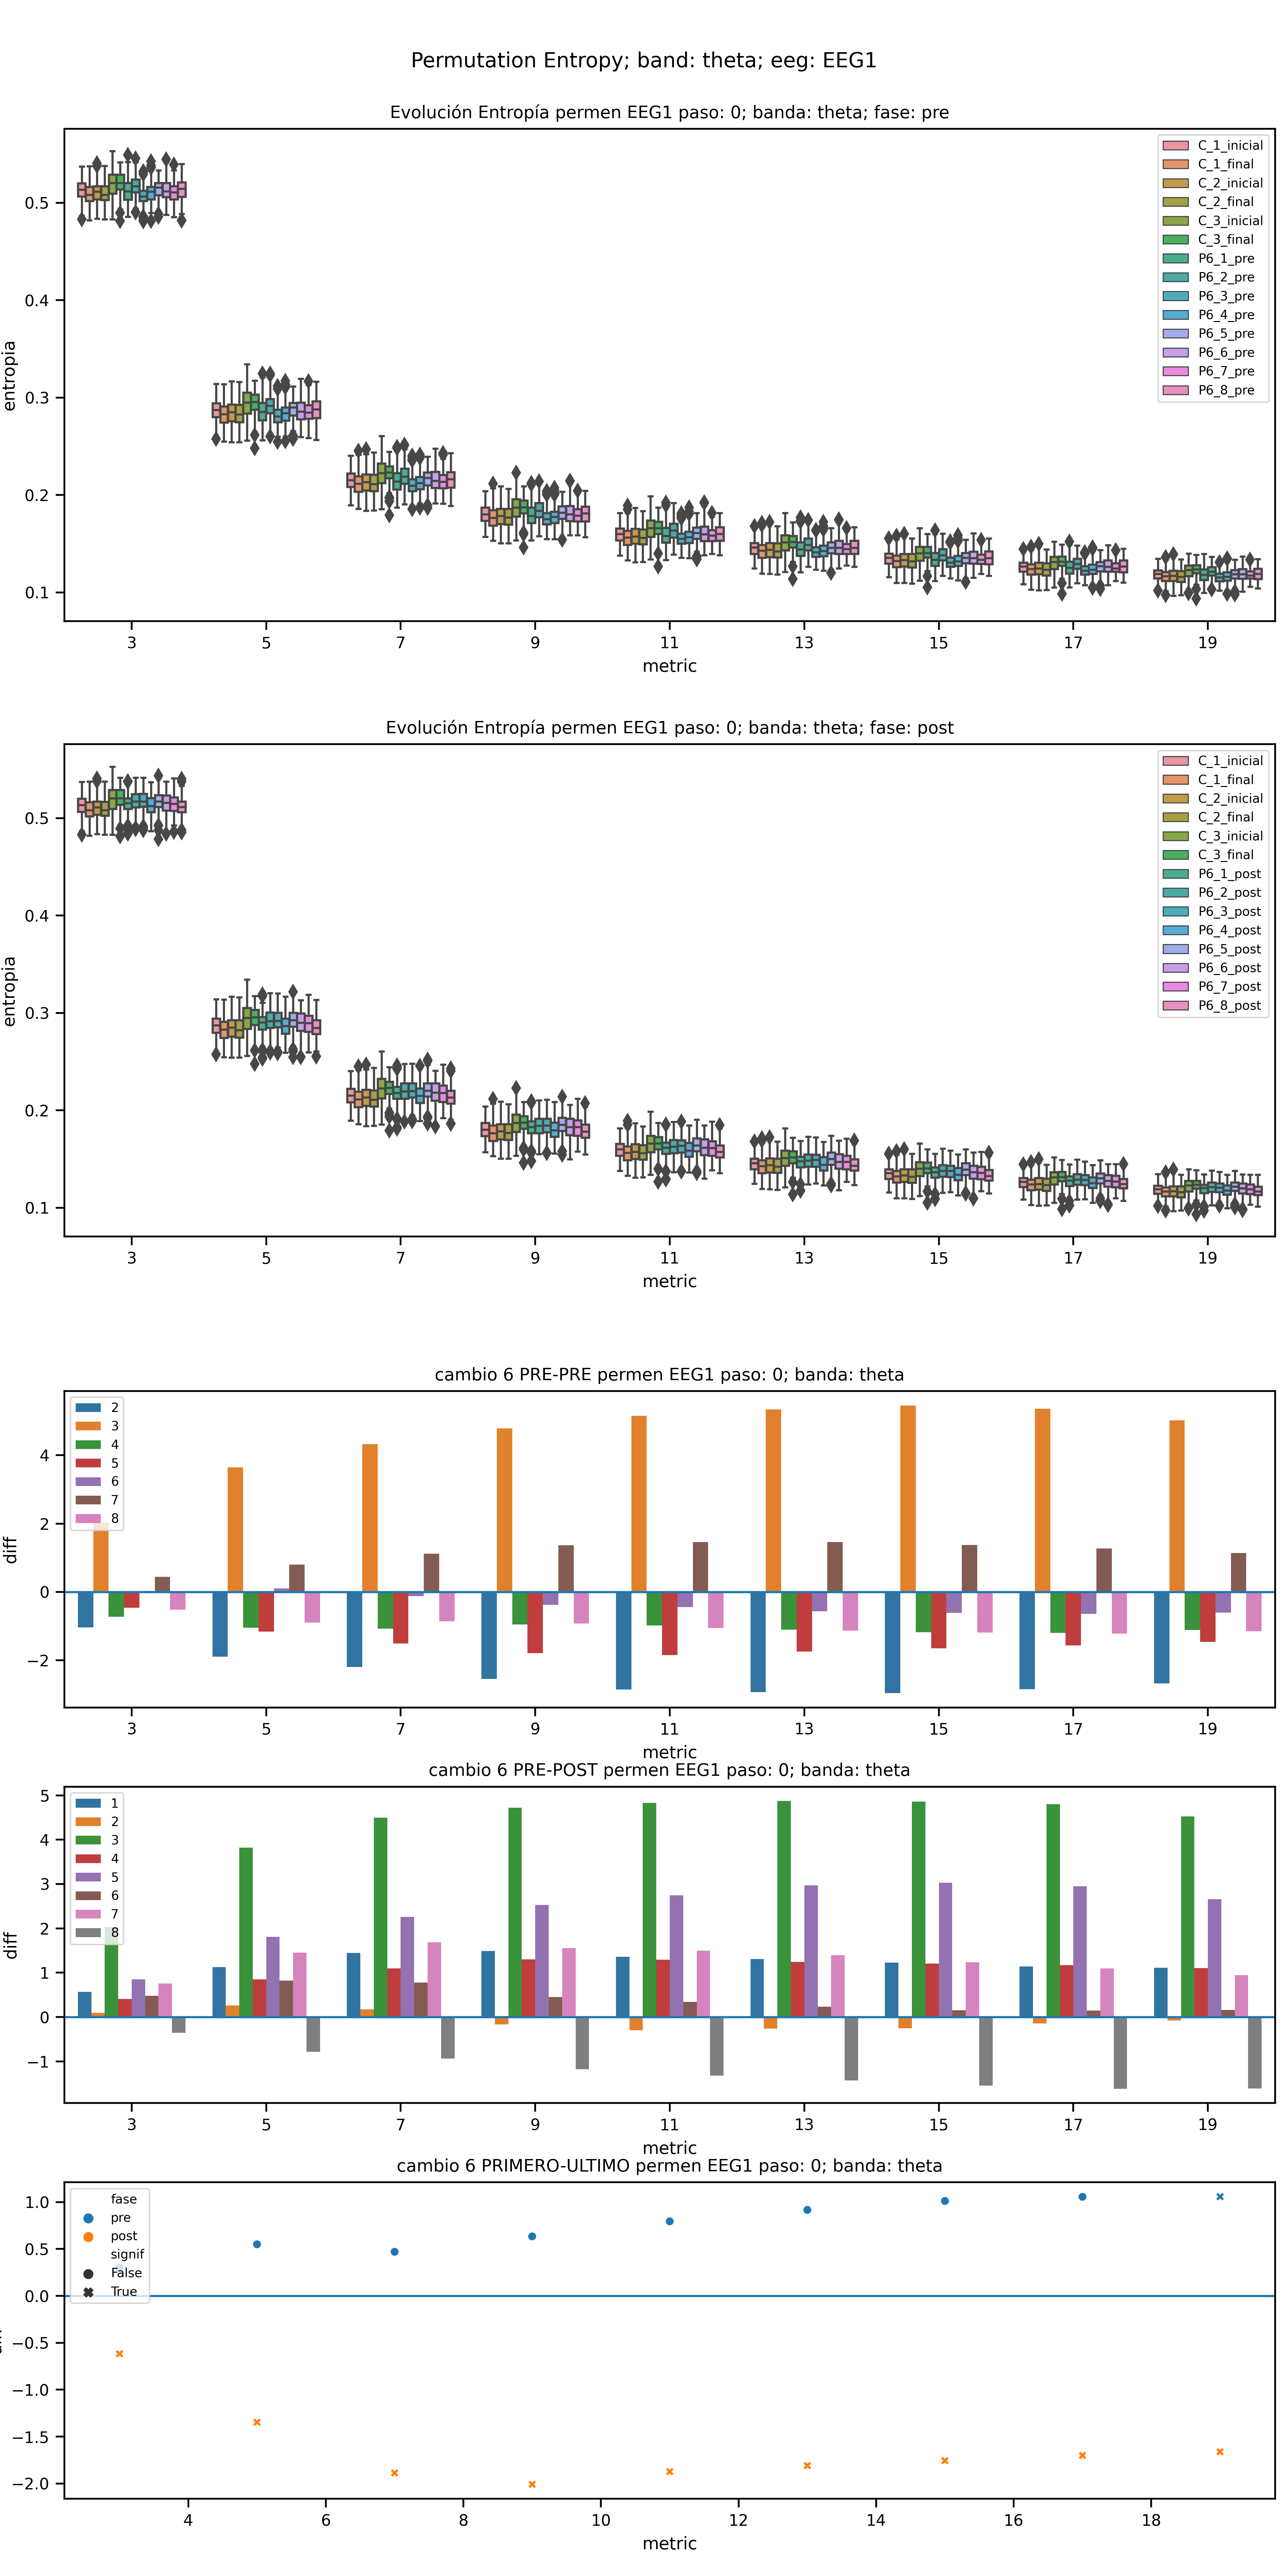 Permutation Entropy; band: theta; eeg: EEG1
Evolución Entropía permen EEG1 paso: 0; banda: theta; fase: pre
entropia
0.5
0.4
0.3
0.2
0.1
C_1_inicial
C_1_final
C_2_inicial
C_2_final
C_3_inicial
C_3_final
P6_1_pre
P6_2_pre
P6_3_pre
P6_4_pre
P6_5_pre
P6_6_pre
P6_7_pre
P6_8_pre
3 5 7 9 11 13 15 17 19
metric
Evolución Entropía permen EEG1 paso: 0; banda: theta; fase: post
entropia
0.5
0.4
0.3
0.2
0.1
C_1_inicial
C_1_final
C_2_inicial
C_2_final
C_3_inicial
C_3_final
P6_1_post
P6_2_post
P6_3_post
P6_4_post
P6_5_post
P6_6_post
P6_7_post
P6_8_post
3 5 7 9 11 13 15 17 19
metric
cambio 6 PRE-PRE permen EEG1 paso: 0; banda: theta
diff
4
2
0
−2
2
3
4
5
6
7
8
3 5 7 9 11 13 15 17 19
metric
cambio 6 PRE-POST permen EEG1 paso: 0; banda: theta
diff
5
4
3
2
1
0
−1
1
2
3
4
5
6
7
8
3 5 7 9 11 13 15 17 19
metric
cambio 6 PRIMERO-ULTIMO permen EEG1 paso: 0; banda: theta
1.0
0.5
0.0
−0.5
−1.0
−1.5
−2.0
fase
pre
post
signif
False
True
4 6 8 10 12 14 16 18
metric